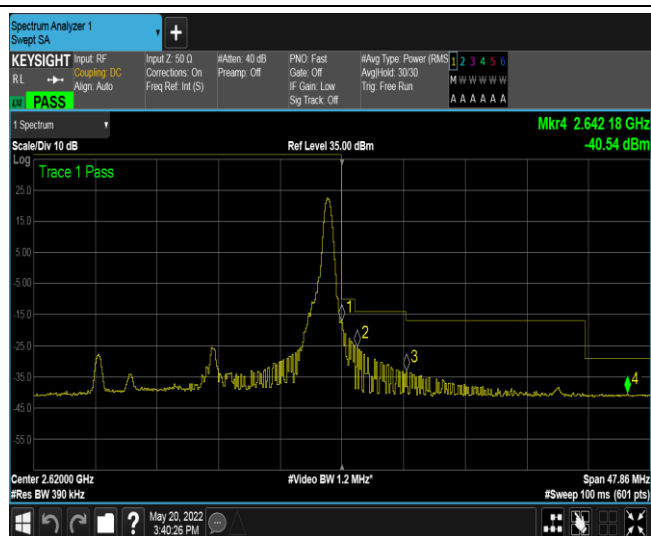 Spectrum Analyzer 1
Swept SA
+
KEYSIGHT
RL
LXI PASS
Input: RF
Coupling: DC
Align: Auto
Input Z: 50 Ω
Corrections: On
Freq Ref: Int (S)
#Atten: 40 dB
Preamp: Off
PNO: Fast
Gate: Off
IF Gain: Low
Sig Track: Off
#Avg Type: Power (RMS
Avg|Hold: 30/30
Trig: Free Run
1 2 3 4 5 6
M W W W W W
A A A A A A
1 Spectrum
Scale/Div 10 dB
Ref Level 35.00 dBm
Mkr4 2.642 18 GHz
-40.54 dBm
Log
Trace 1 Pass
25.0
15.0
5.00
-5.00
-15.0
-25.0
-35.0
-45.0
-55.0
1
2
3
4
Center 2.62000 GHz
#Video BW 1.2 MHz*
Span 47.86 MHz
#Res BW 390 kHz
#Sweep 100 ms (601 pts)
?
May 20, 2022
3:40:26 PM